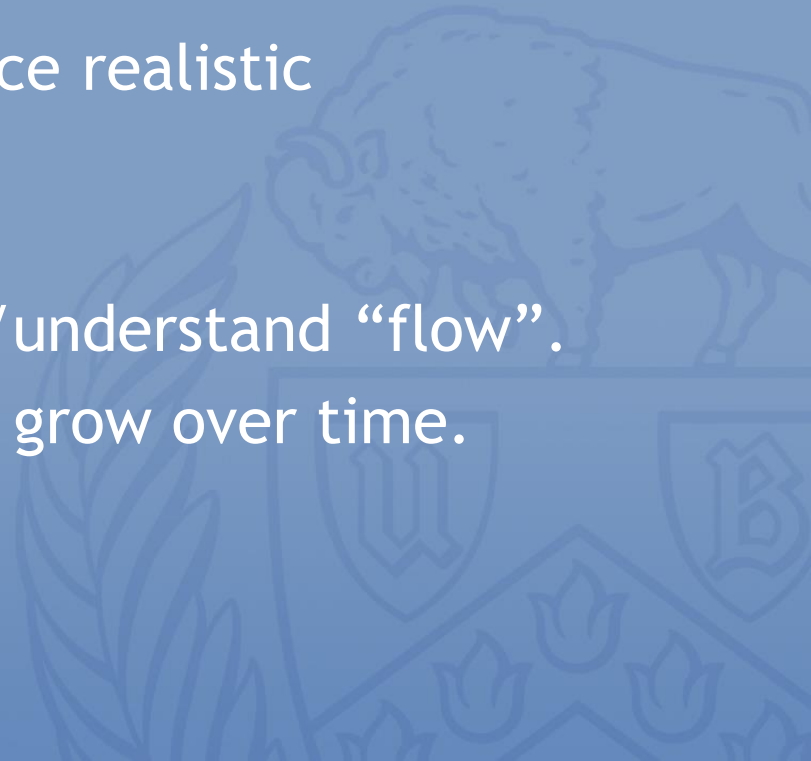 ce realistic
/understand “flow”.
grow over time.
U B